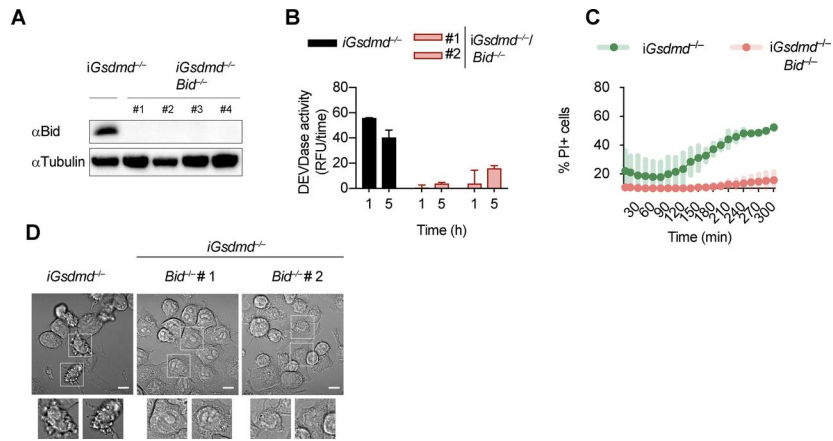 A
iGsdmd–/–
iGsdmd–/–
Bid–/–
#1 #2 #3 #4
αBid
αTubulin
B
iGsdmd–/–
#1
#2
iGsdmd–/–/
Bid–/–
DEVDase activity
(RFU/time)
80
60
40
20
0
1 5 1 5 1 5
Time (h)
C
iGsdmd–/–
iGsdmd–/–
Bid–/–
% PI+ cells
80
60
40
20
30 60 90 120 150 180 210 240 270 300
Time (min)
D
iGsdmd–/–
iGsdmd–/–
Bid–/– # 1
Bid–/– # 2